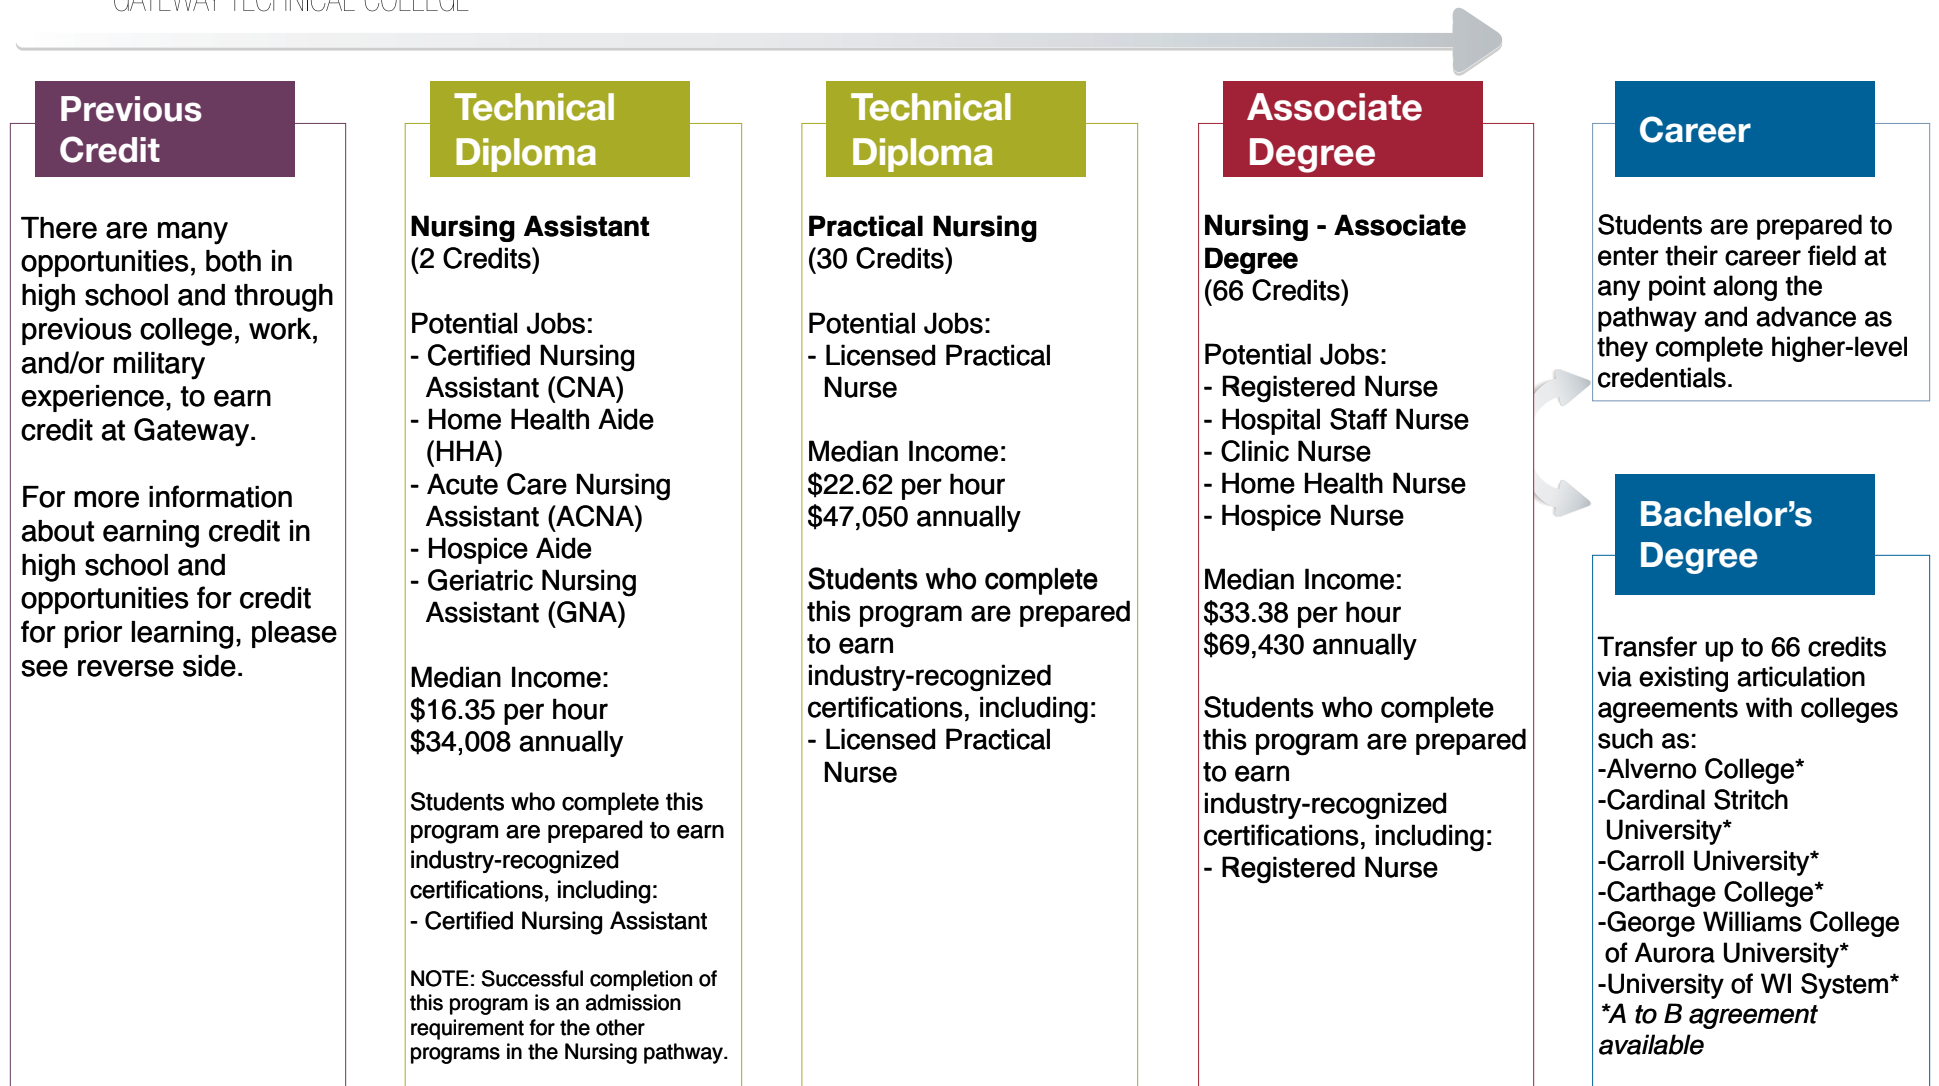 GATEWAY TECHNICAL COLLEGE
Previous
Credit
There are many
opportunities, both in
high school and through
previous college, work,
and/or military
experience, to earn
credit at Gateway.
For more information
about earning credit in
high school and
opportunities for credit
for prior learning, please
see reverse side.
Technical
Diploma
Nursing Assistant
(2 Credits)
Potential Jobs:
- Certified Nursing
Assistant (CNA)
- Home Health Aide
(HHA)
- Acute Care Nursing
Assistant (ACNA)
- Hospice Aide
- Geriatric Nursing
Assistant (GNA)
Median Income:
$16.35 per hour
$34,008 annually
Students who complete this
program are prepared to earn
industry-recognized
certifications, including:
- Certified Nursing Assistant
NOTE: Successful completion of
this program is an admission
requirement for the other
programs in the Nursing pathway.
Technical
Diploma
Practical Nursing
(30 Credits)
Potential Jobs:
- Licensed Practical
Nurse
Median Income:
$22.62 per hour
$47,050 annually
Students who complete
this program are prepared
to earn
industry-recognized
certifications, including:
- Licensed Practical
Nurse
Associate
Degree
Nursing - Associate
Degree
(66 Credits)
Potential Jobs:
- Registered Nurse
- Hospital Staff Nurse
- Clinic Nurse
- Home Health Nurse
- Hospice Nurse
Median Income:
$33.38 per hour
$69,430 annually
Students who complete
this program are prepared
to earn
industry-recognized
certifications, including:
- Registered Nurse
Career
Students are prepared to
enter their career field at
any point along the
pathway and advance as
they complete higher-level
credentials.
Bachelor's
Degree
Transfer up to 66 credits
via existing articulation
agreements with colleges
such as:
-Alverno College*
-Cardinal Stritch
University*
-Carroll University*
-Carthage College*
-George Williams College
of Aurora University*
-University of WI System*
*A to B agreement
available